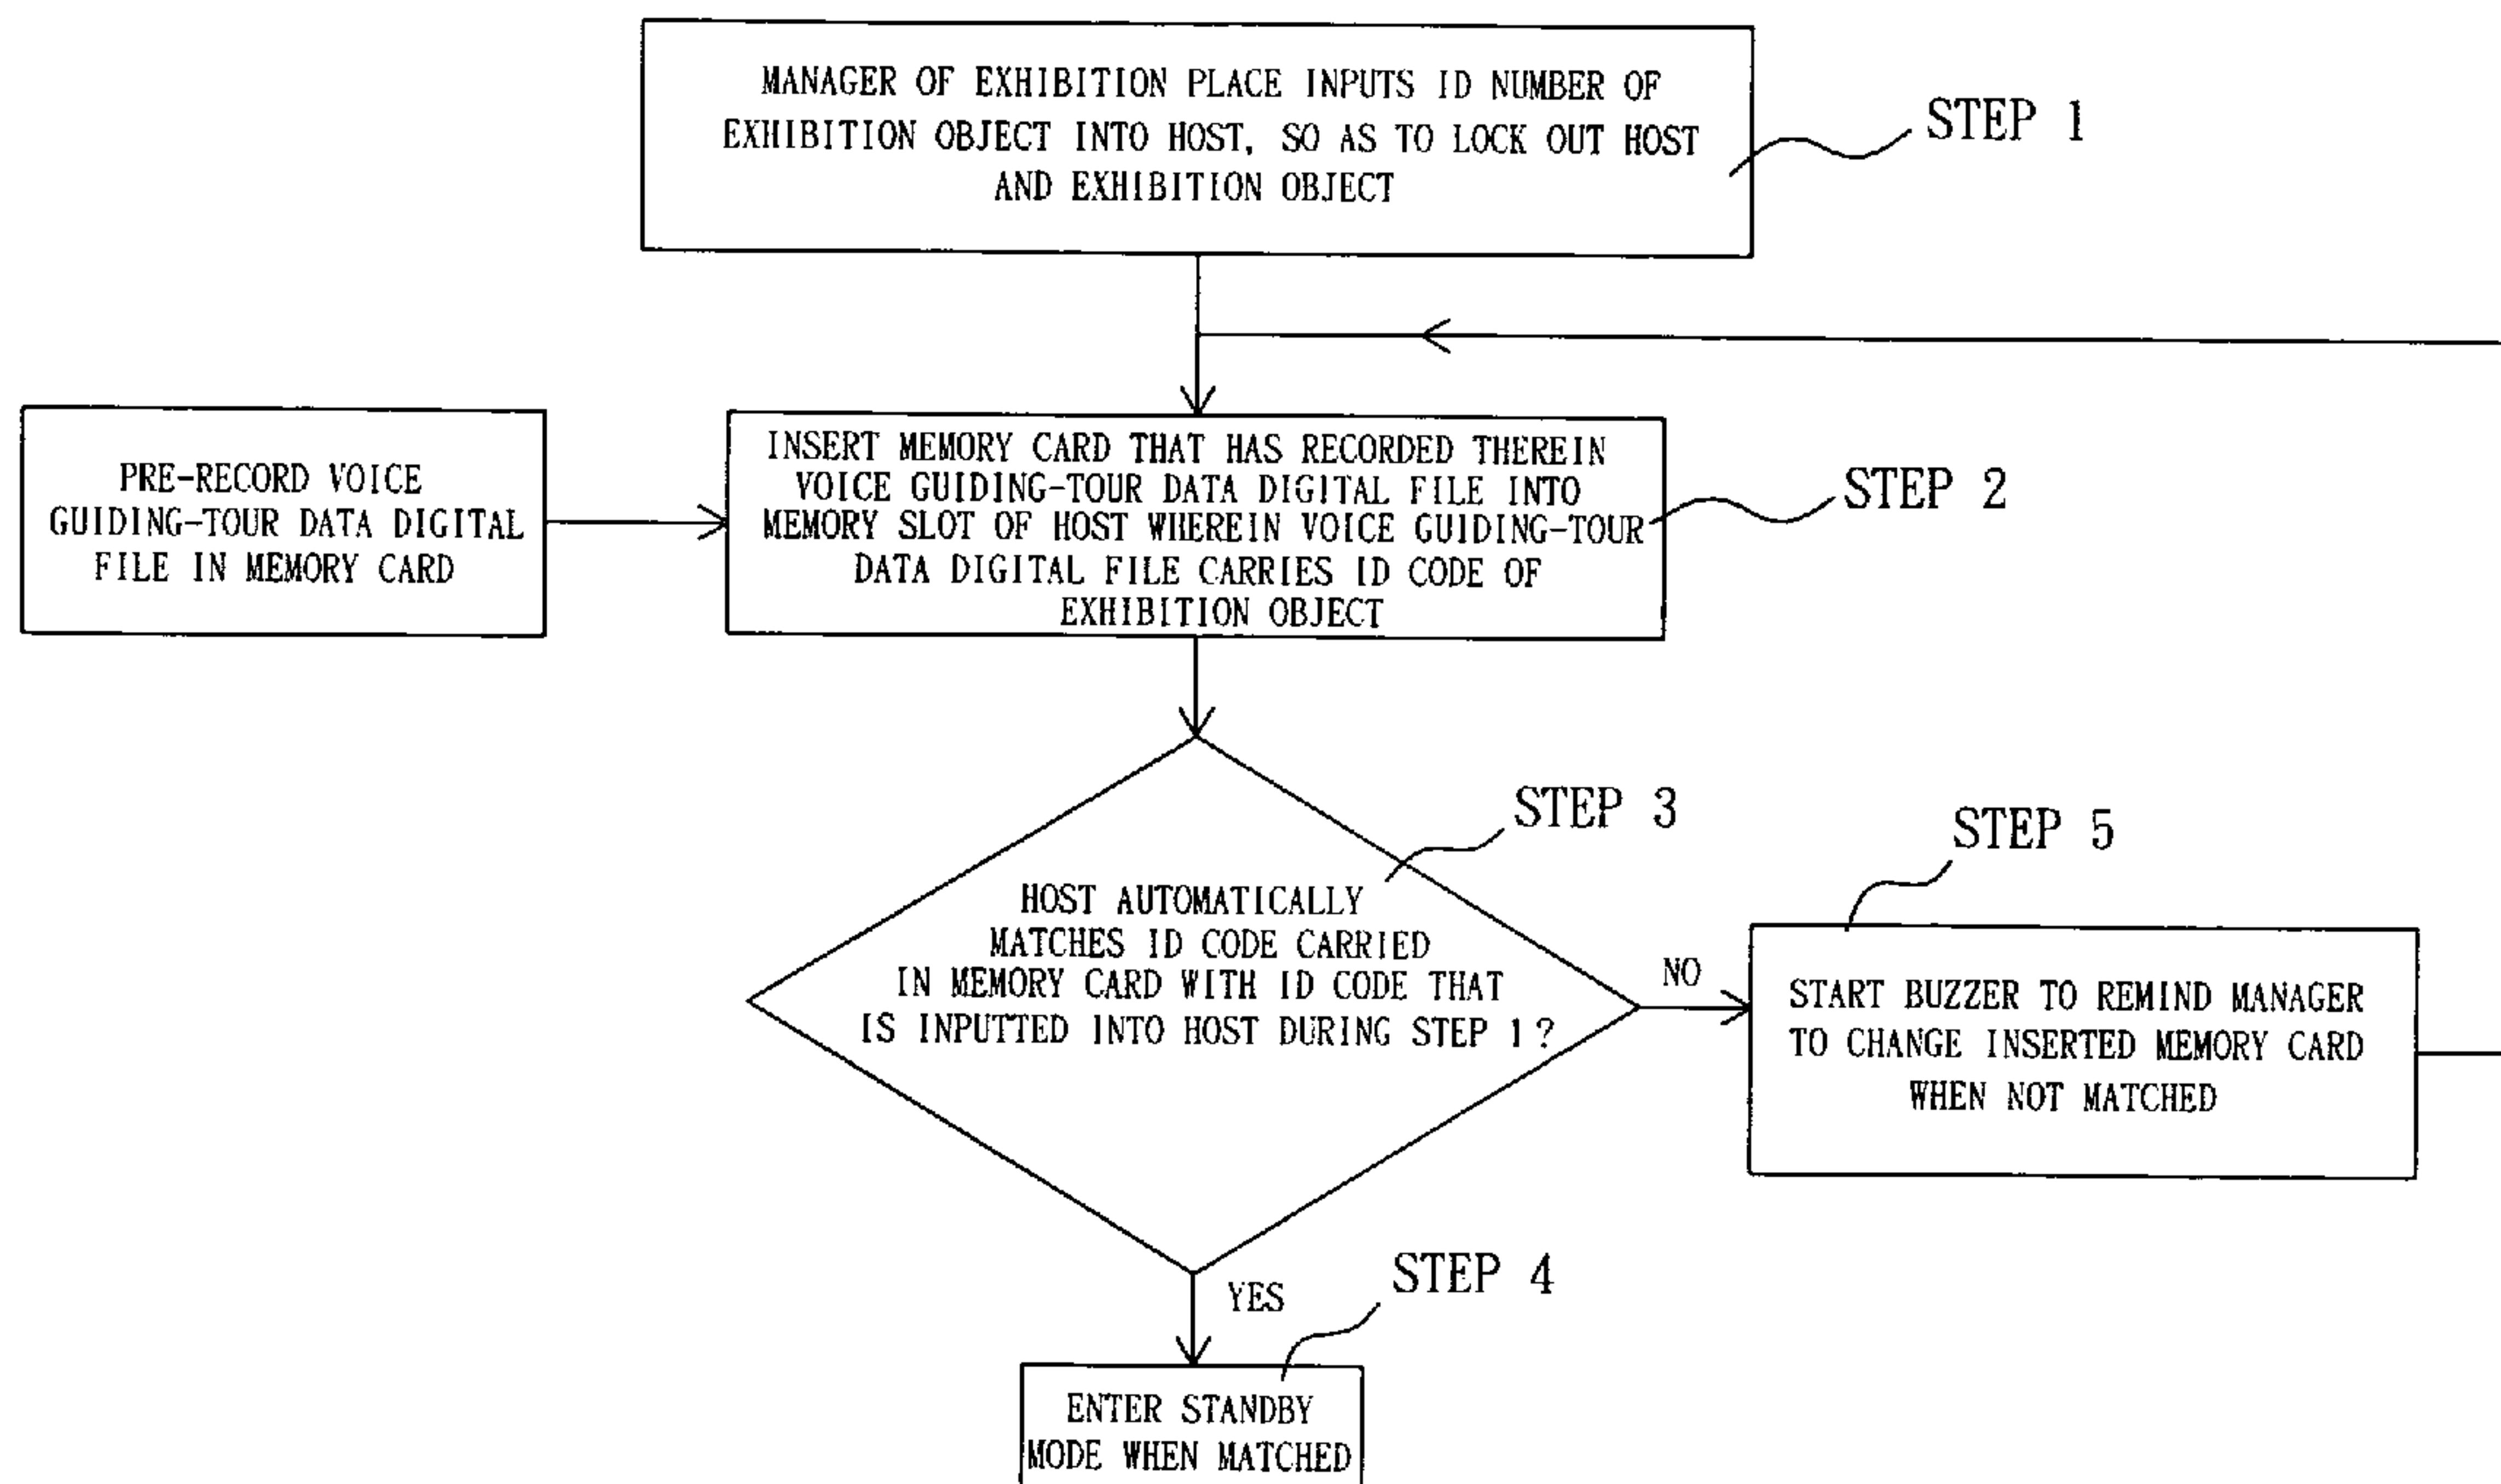 MANAGER OF EXHIBITION PLACE INPUTS ID NUMBER OF
EXHIBITION OBJECT INTO HOST, SO AS TO LOCK OUT HOST
AND EXHIBITION OBJECT
STEP 1
PRE-RECORD VOICE
GUIDING-TOUR DATA DIGITAL
FILE IN MEMORY CARD
INSERT MEMORY CARD THAT HAS RECORDED THEREIN
VOICE GUIDING-TOUR DATA DIGITAL FILE INTO
MEMORY SLOT OF HOST WHEREIN VOICE GUIDING-TOUR
DATA DIGITAL FILE CARRIES ID CODE OF
EXHIBITION OBJECT
STEP 2
HOST AUTOMATICALLY
MATCHES ID CODE CARRIED
IN MEMORY CARD WITH ID CODE THAT
IS INPUTTED INTO HOST DURING STEP 1?
STEP 3
NO
START BUZZER TO REMIND MANAGER
TO CHANGE INSERTED MEMORY CARD
WHEN NOT MATCHED
STEP 5
YES
STEP 4
ENTER STANDBY
MODE WHEN MATCHED